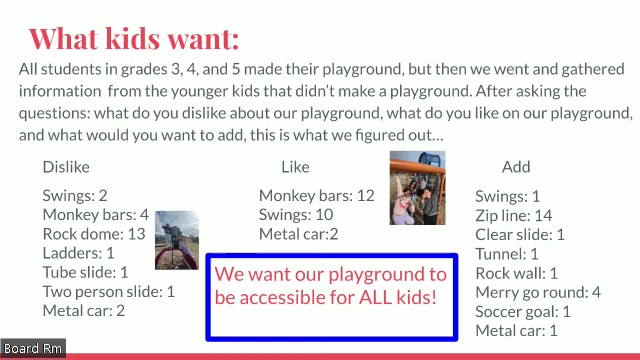 What kids want:
All students in grades 3, 4, and 5 made their playground, but then we went and gathered
information from the younger kids that didn't make a playground. After asking the
questions: what do you dislike about our playground, what do you like on our playground,
and what would you want to add, this is what we figured out...
Dislike
Swings: 2
Monkey bars: 4
Rock dome: 13
Ladders: 1
Tube slide: 1
Two person slide: 1
Metal car: 2
Like
Monkey bars: 12
Swings: 10
Metal car:2
We want our playground to
be accessible for ALL kids!
Add
Swings: 1
Zip line: 14
Clear slide: 1
Tunnel: 1
Rock wall: 1
Merry go round: 4
Soccer goal: 1
Metal car: 1
Board Rm